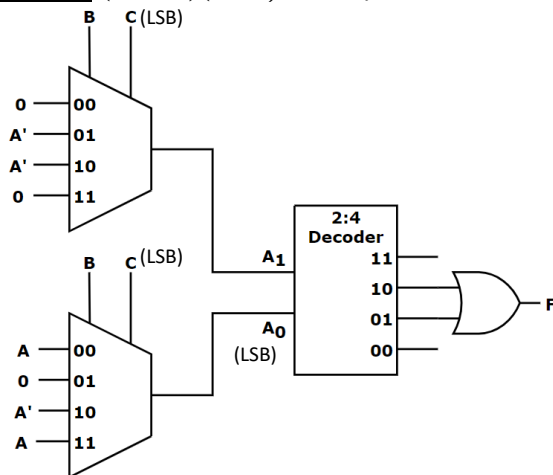 B C (LSB)
0 00
A' 01
A' 10
0 11
2:4
Decoder
A1
11
10
01
00
F
A0
(LSB)
B C (LSB)
A 00
0 01
A' 10
A 11